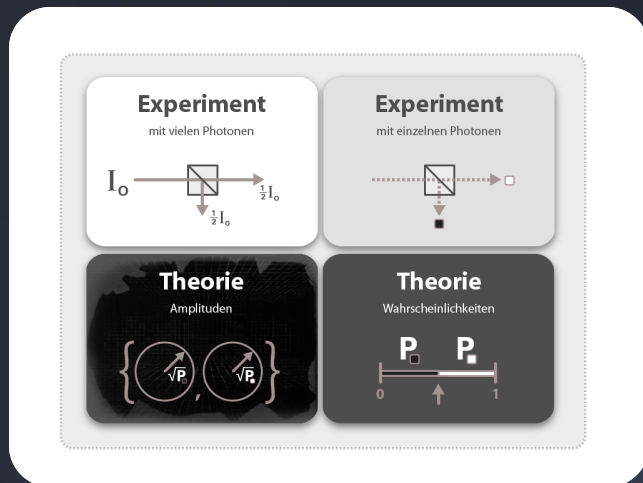 Experiment
mit vielen Photonen
I₀
½I₀
½I₀
Experiment
mit einzelnen Photonen
Theorie
Amplituden
{ √P■ , √P□ }
Theorie
Wahrscheinlichkeiten
P■ P□
0 1